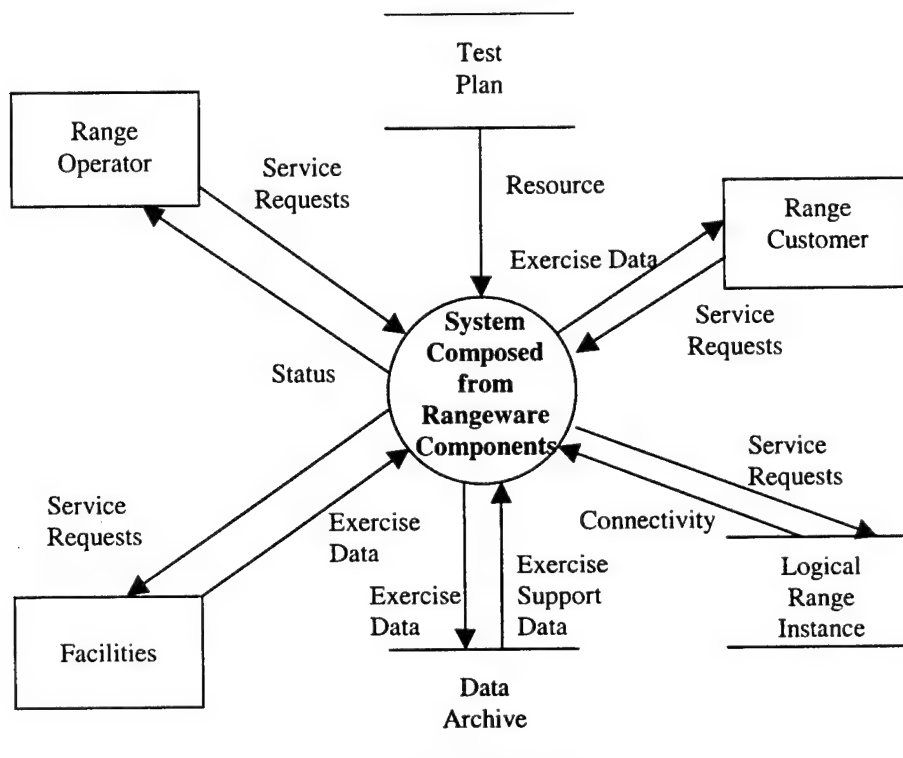 Test
Plan
Range
Operator
Service
Requests
Resource
Range
Customer
Exercise Data
Service
Requests
System
Composed
from
Rangeware
Components
Status
Service
Requests
Connectivity
Service
Requests
Exercise
Data
Exercise
Data
Exercise
Support
Data
Logical
Range
Instance
Facilities
Data
Archive